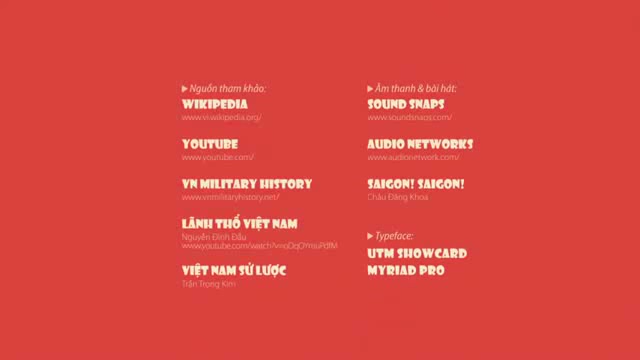 Nguồn tham khảo:
WIKIPEDIA
www.vi.wikipedia.org/
YOUTUBE
www.youtube.com/
VN MILITARY HISTORY
www.vnmilitaryhistory.net/
LÃNH THỔ VIỆT NAM
Nguyễn Đình Đầu
VIỆT NAM SỬ LƯỢC
Trần Trọng Kim
Âm thanh & bài hát:
SOUND SNAPS
www.soundsnaps.com/
AUDIO NETWORKS
www.audionetwork.com/
SAIGON! SAIGON!
Châu Đăng Khoa
Typeface:
UTM SHOWCARD
MYRIAD PRO